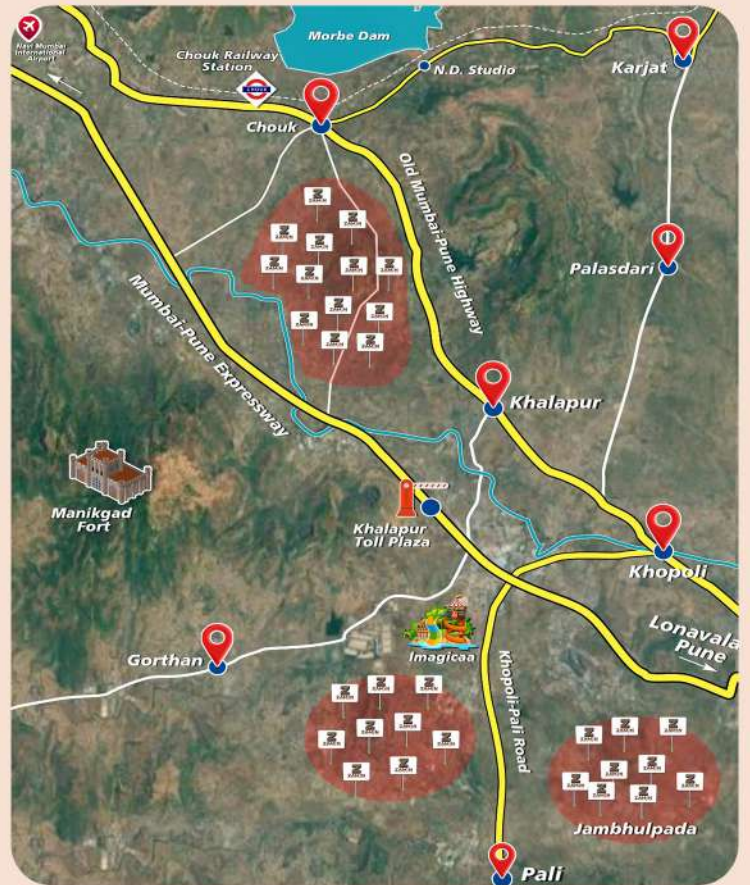 Navi Mumbai
International
Airport
Morbe Dam
Chouk Railway
Station
CHOUK
N.D. Studio
Karjat
Chouk
Old Mumbai-Pune Highway
Palasdari
Mumbai-Pune Expressway
Khalapur
Manikgad
Fort
Khalapur
Toll Plaza
Khopoli
Lonavala
Pune
Imagicaa
Gorthan
Khopoli-Pali Road
Jambhulpada
Pali